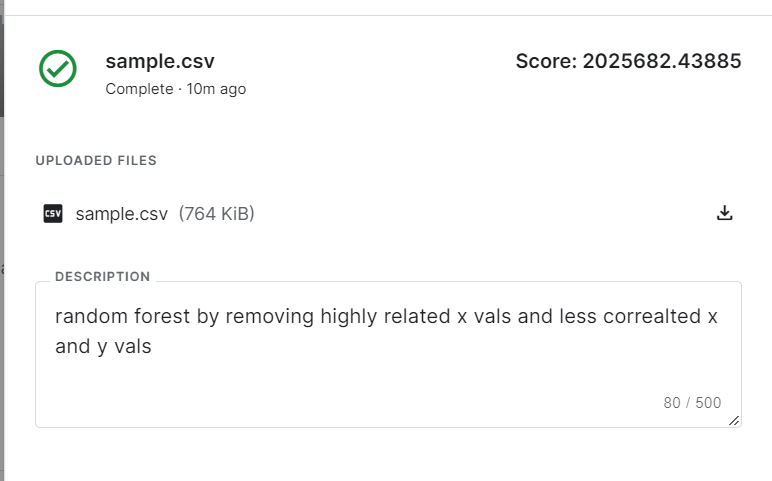 sample.csv
Score: 2025682.43885
Complete · 10m ago
UPLOADED FILES
CSV
sample.csv (764 KiB)
DESCRIPTION
random forest by removing highly related x vals and less correalted x
and y vals
80 / 500